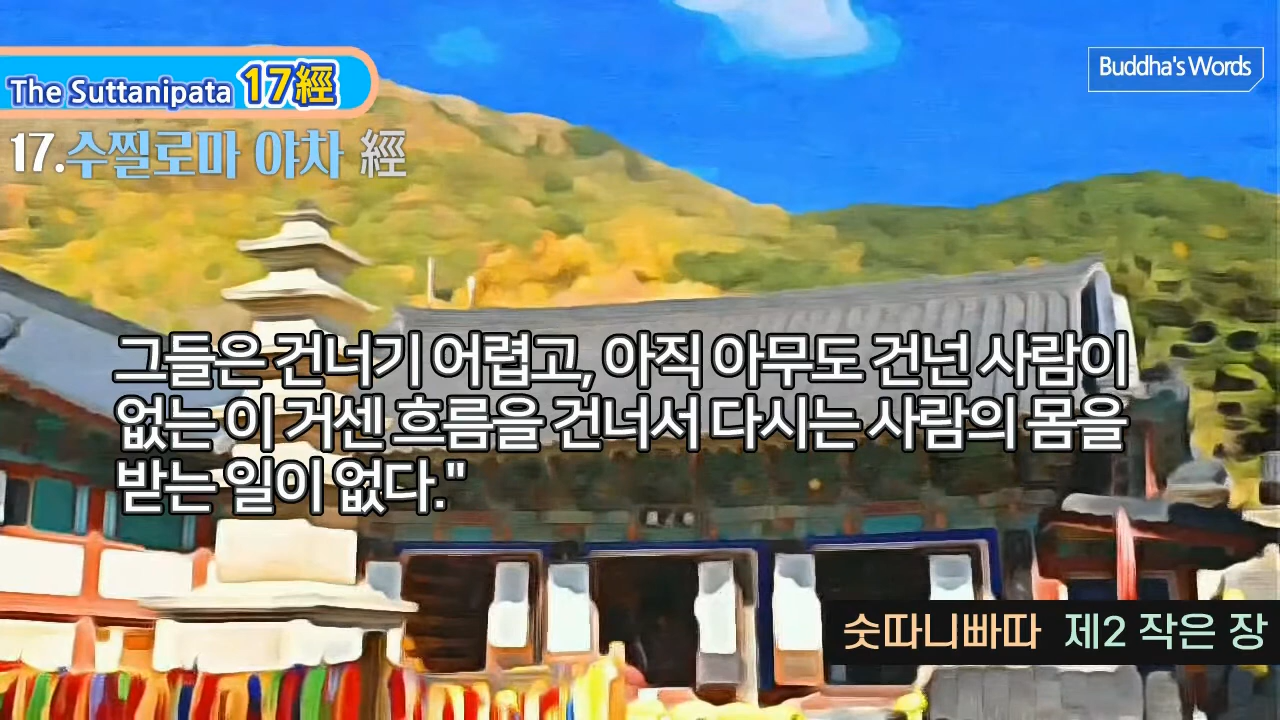 The Suttanipata 17經
Buddha's Words
17.수찔로마 야차 經
그들은 건너기 어렵고, 아직 아무도 건넌 사람이
없는 이 거센 흐름을 건너서 다시는 사람의 몸을
받는 일이 없다."
숫따니빠따 제2 작은 장